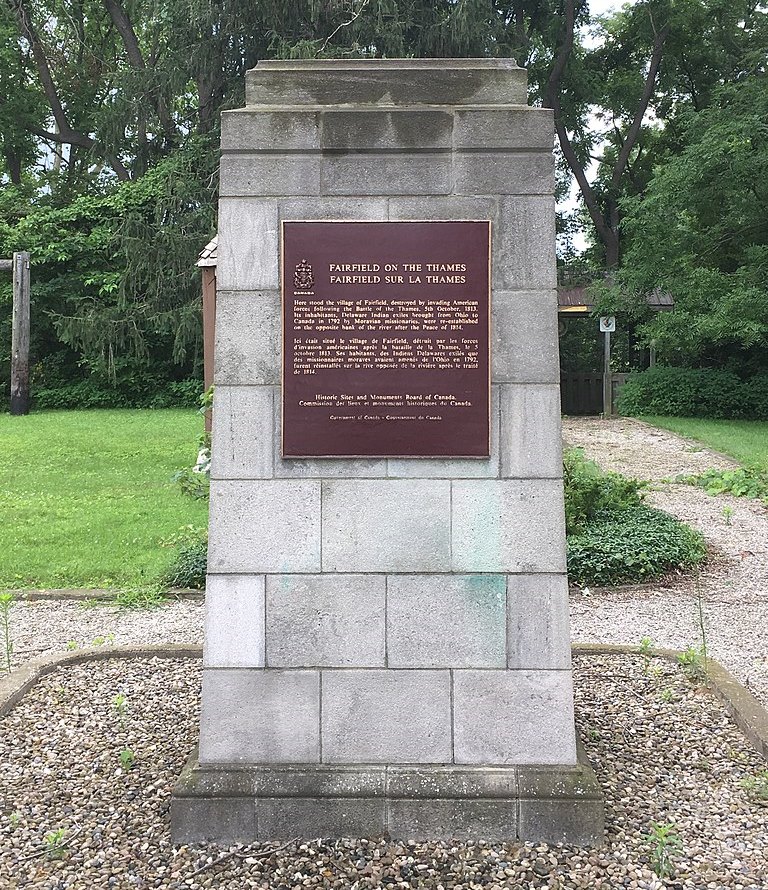 FAIRFIELD ON THE THAMES
FAIRFIELD SUR LA THAMES
CANADA
Here stood the village of Fairfield, destroyed by invading American
forces following the Battle of the Thames, 5th October, 1813.
Its inhabitants, Delaware Indian exiles brought from Ohio to
Canada in 1792 by Moravian missionaries, were re-established
on the opposite bank of the river after the Peace of 1814.
Ici était situé le village de Fairfield, détruit par les forces
d'invasion américaines après la bataille de la Thames, le 5
octobre 1813. Ses habitants, des Indiens Delawares exilés que
des missionnaires moraves avaient amenés de l'Ohio en 1792,
furent réinstallés sur la rive opposée de la rivière après le traité
de 1814.
Historic Sites and Monuments Board of Canada.
Commission des lieux et monuments historiques du Canada.
Government of Canada - Gouvernement du Canada